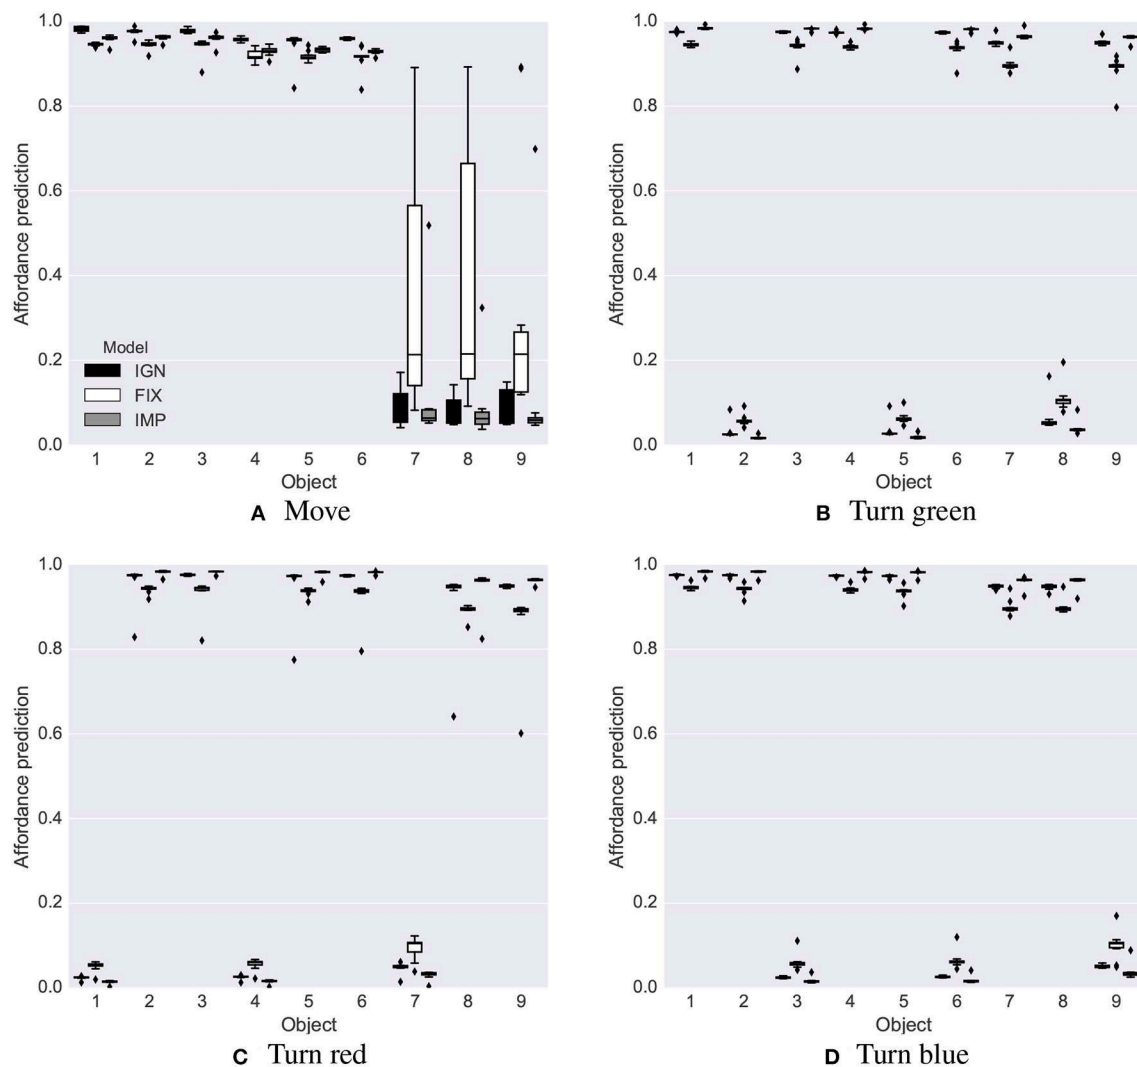 1.0
0.8
0.6
0.4
0.2
0.0
Affordance prediction
Model
IGN
FIX
IMP
1 2 3 4 5 6 7 8 9
Object
A Move
1.0
0.8
0.6
0.4
0.2
0.0
Affordance prediction
1 2 3 4 5 6 7 8 9
Object
B Turn green
1.0
0.8
0.6
0.4
0.2
0.0
Affordance prediction
1 2 3 4 5 6 7 8 9
Object
C Turn red
1.0
0.8
0.6
0.4
0.2
0.0
Affordance prediction
1 2 3 4 5 6 7 8 9
Object
D Turn blue